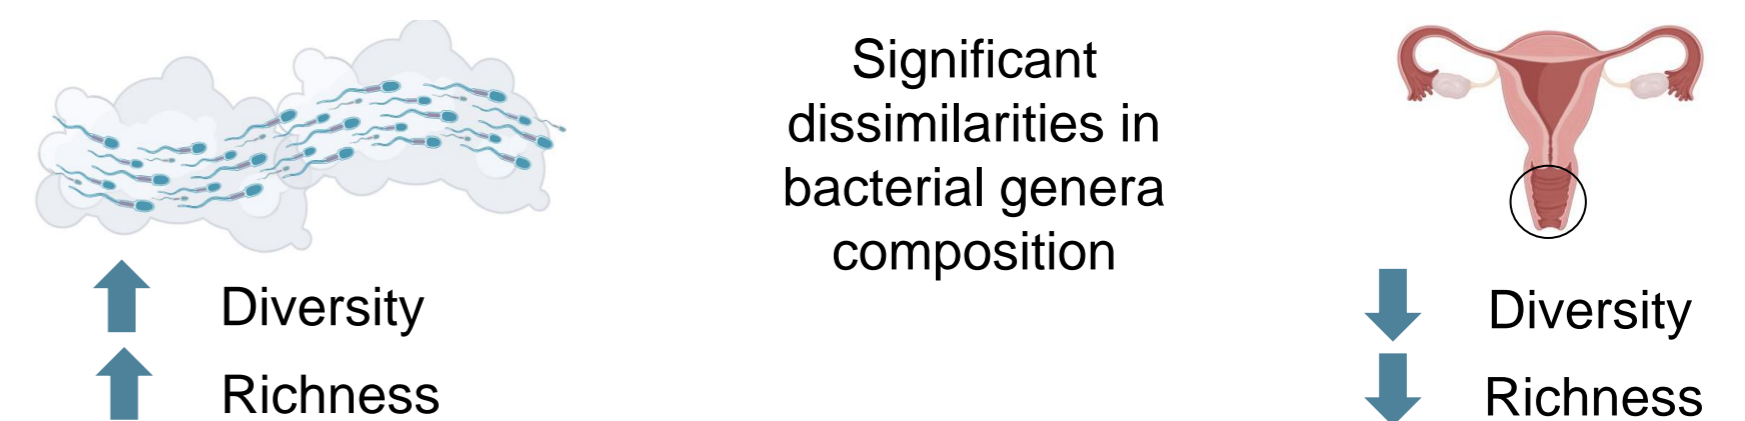 Significant
dissimilarities in
bacterial genera
composition
Diversity
Richness
Diversity
Richness